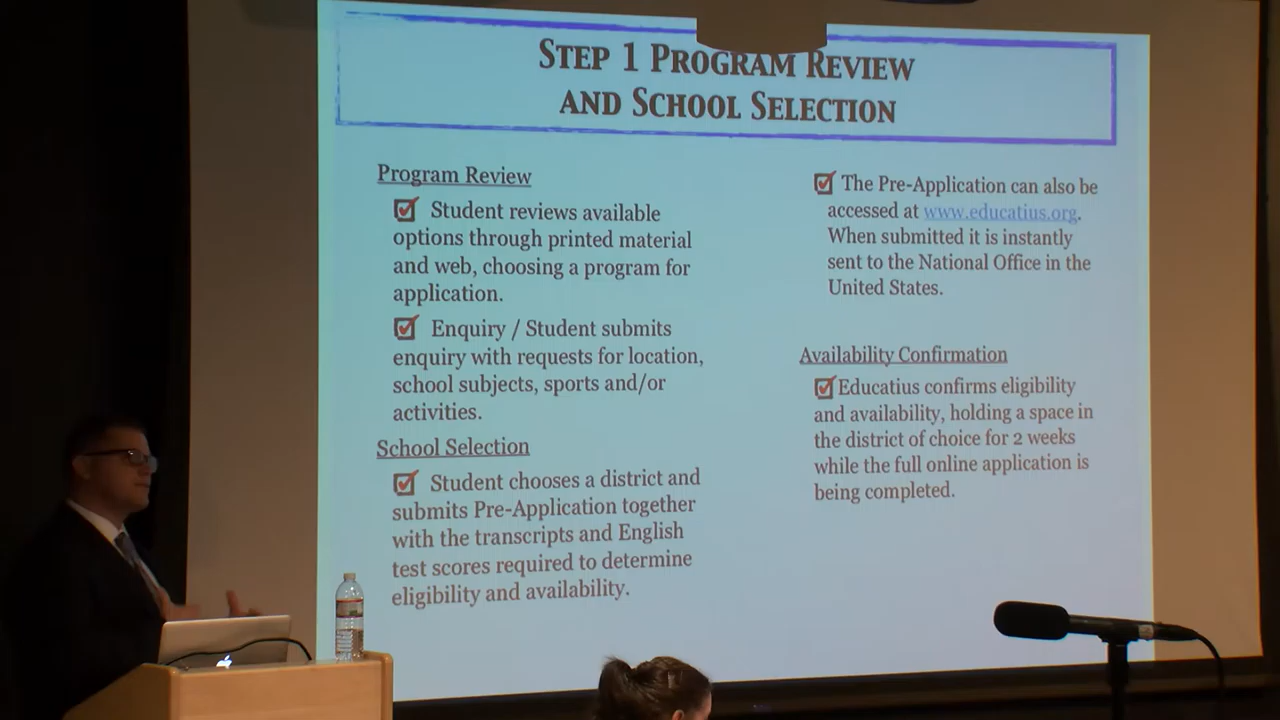 STEP 1 PROGRAM REVIEW
AND SCHOOL SELECTION
Program Review
Student reviews available
options through printed material
and web, choosing a program for
application.
Enquiry / Student submits
enquiry with requests for location,
school subjects, sports and/or
activities.
School Selection
Student chooses a district and
submits Pre-Application together
with the transcripts and English
test scores required to determine
eligibility and availability.
The Pre-Application can also be
accessed at www.educatius.org.
When submitted it is instantly
sent to the National Office in the
United States.
Availability Confirmation
Educatius confirms eligibility
and availability, holding a space in
the district of choice for 2 weeks
while the full online application is
being completed.